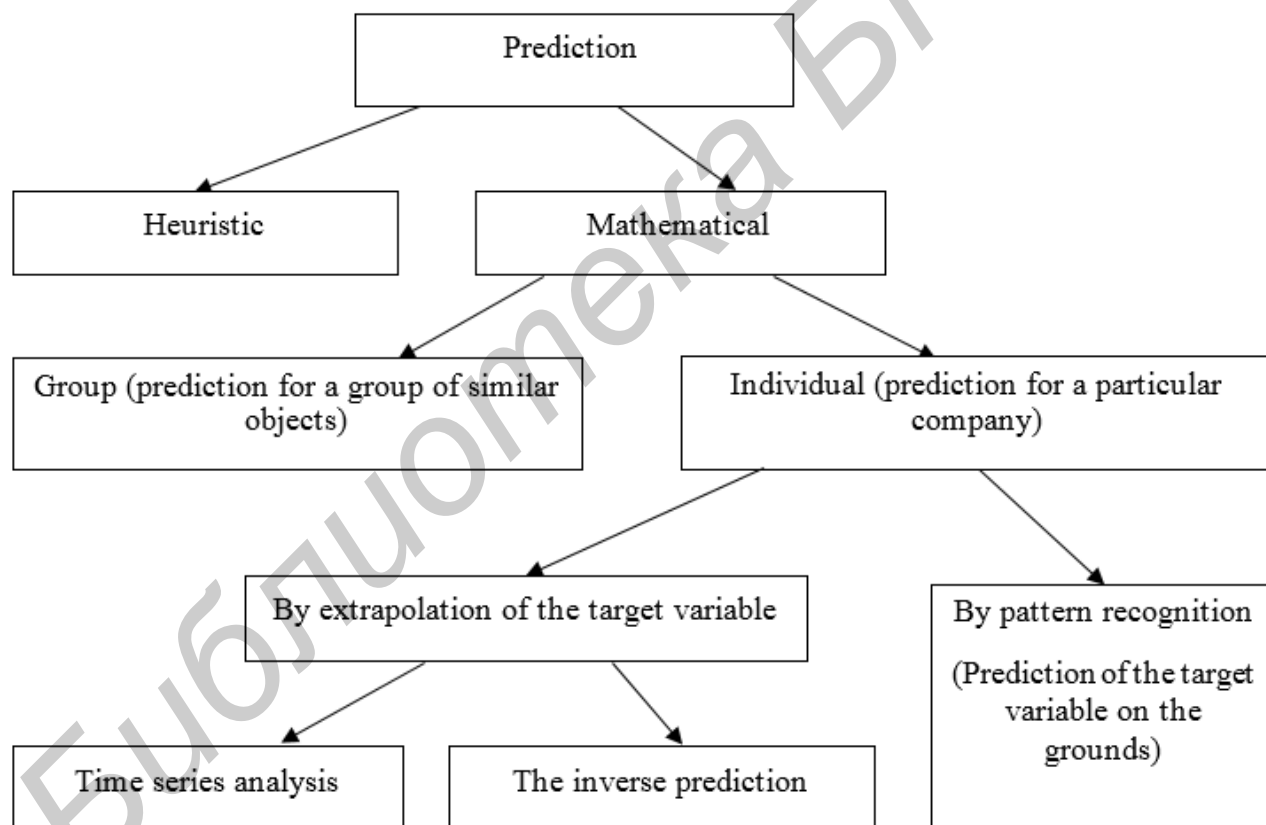 Prediction
Heuristic
Mathematical
Group (prediction for a group of similar
objects)
Individual (prediction for a particular
company)
By extrapolation of the target variable
By pattern recognition
(Prediction of the target
variable on the
grounds)
Time series analysis
The inverse prediction
Библиотека